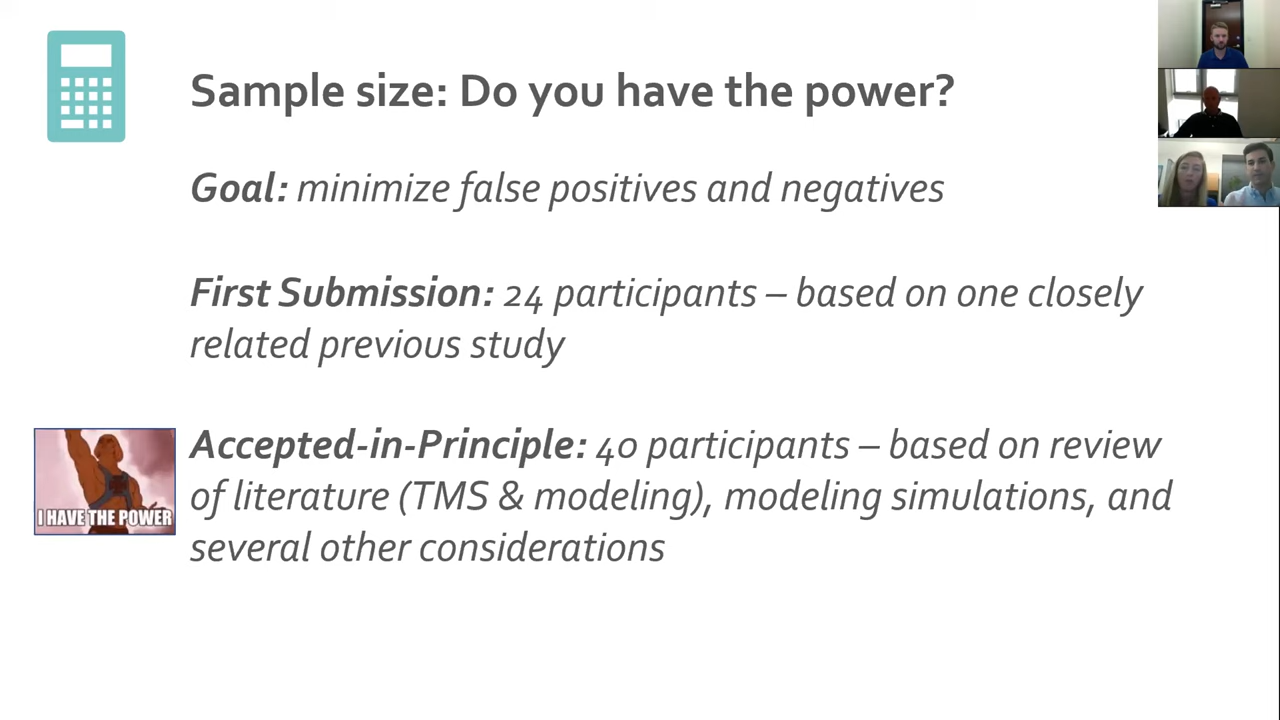 Sample size: Do you have the power?
Goal: minimize false positives and negatives
First Submission: 24 participants – based on one closely
related previous study
Accepted-in-Principle: 40 participants – based on review
of literature (TMS & modeling), modeling simulations, and
several other considerations
I HAVE THE POWER